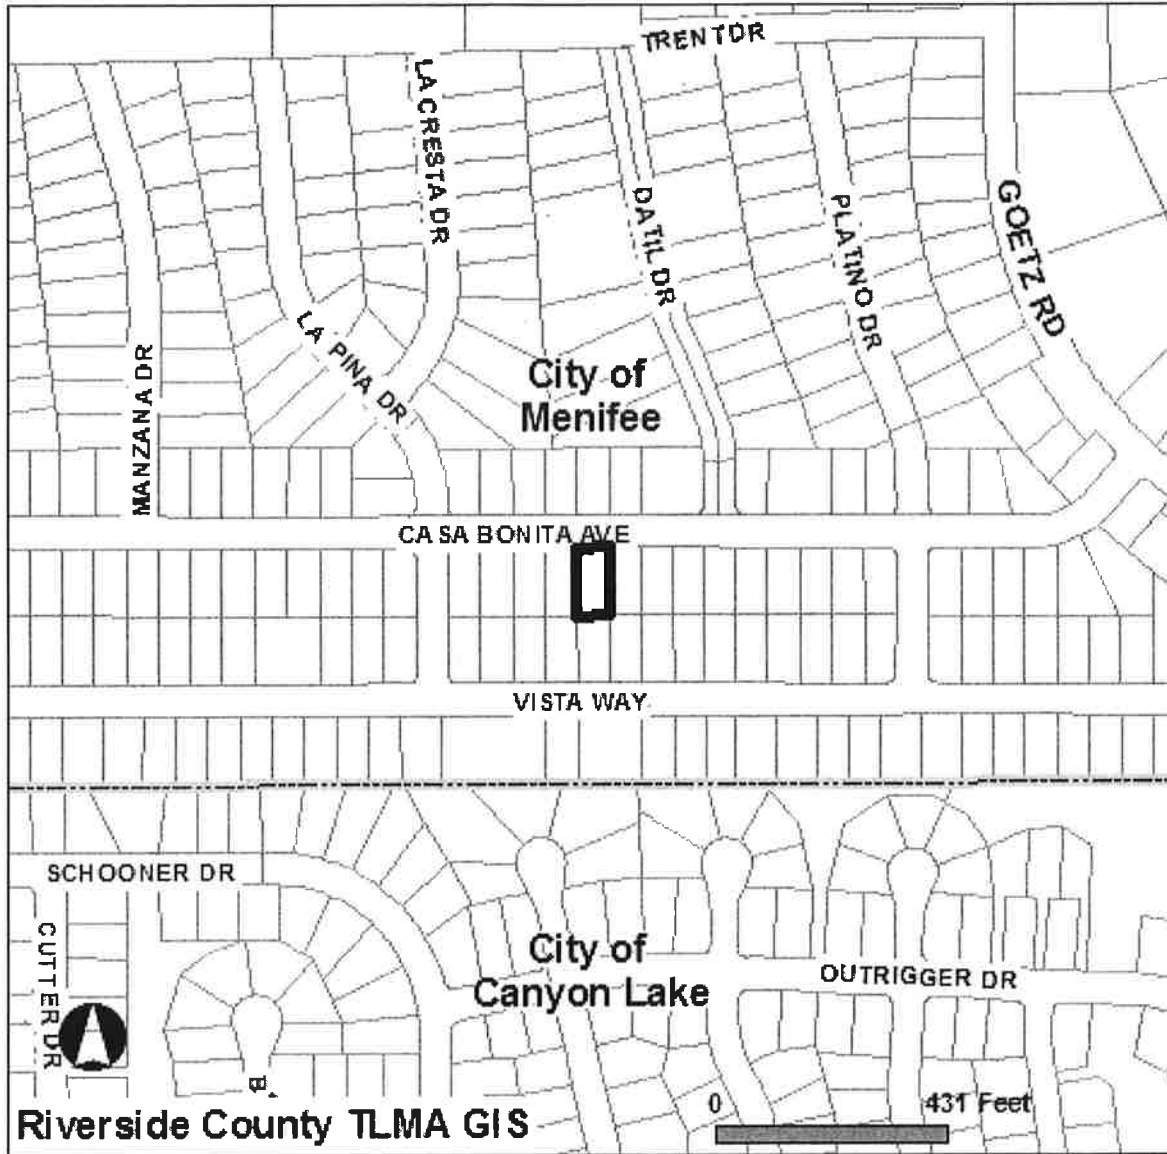 TRENT DR
LA CRESTA DR
DATIL DR
PLATINO DR
GOETZ RD
LA PINA DR
MANZANA DR
City of
Menifee
CASA BONITA AVE
VISTA WAY
SCHOONER DR
CUTTER DR
City of
Canyon Lake
OUTRIGGER DR
0 431 Feet
Riverside County TLMA GIS